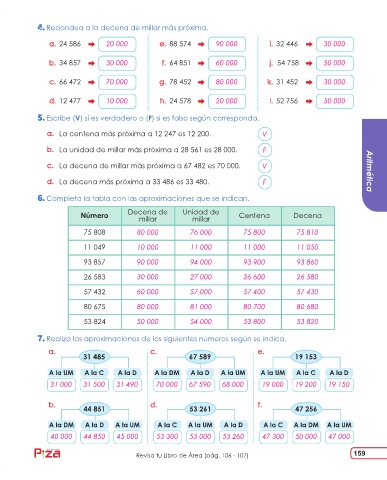 4. Redondea a la decena de millar más próxima.
a. 24 586 ➡ 20 000 e. 88 574 ➡ 90 000 i. 32 446 ➡ 30 000
b. 34 857 ➡ 30 000 f. 64 851 ➡ 60 000 j. 54 758 ➡ 50 000
c. 66 472 ➡ 70 000 g. 78 452 ➡ 80 000 k. 31 452 ➡ 30 000
d. 12 477 ➡ 10 000 h. 24 578 ➡ 20 000 l. 52 756 ➡ 50 000
5. Escribe (V) si es verdadero o (F) si es falso según corresponda.
a. La centena más próxima a 12 247 es 12 200. V
b. La unidad de millar más próxima a 28 561 es 28 000. F
c. La decena de millar más próxima a 67 482 es 70 000. V
d. La decena más próxima a 33 486 es 33 480. F
Aritmética
6. Completa la tabla con las aproximaciones que se indican.
Número Decena de millar Unidad de millar Centena Decena
75 808 80 000 76 000 75 800 75 810
11 049 10 000 11 000 11 000 11 050
93 857 90 000 94 000 93 900 93 860
26 583 30 000 27 000 26 600 26 580
57 432 60 000 57 000 57 400 57 430
80 675 80 000 81 000 80 700 80 680
53 824 50 000 54 000 53 800 53 820
7. Realiza las aproximaciones de los siguientes números según se indica.
a. 31 485 c. 67 589 e. 19 153
A la UM A la C A la D A la DM A la D A la UM A la UM A la C A la D
31 000 31 500 31 490 70 000 67 590 68 000 19 000 19 200 19 150
b. 44 851 d. 53 261 f. 47 256
A la DM A la D A la UM A la C A la UM A la D A la C A la DM A la UM
40 000 44 850 45 000 53 300 53 000 53 260 47 300 50 000 47 000
Revisa tu Libro de Área (pág. 106 - 107) 159